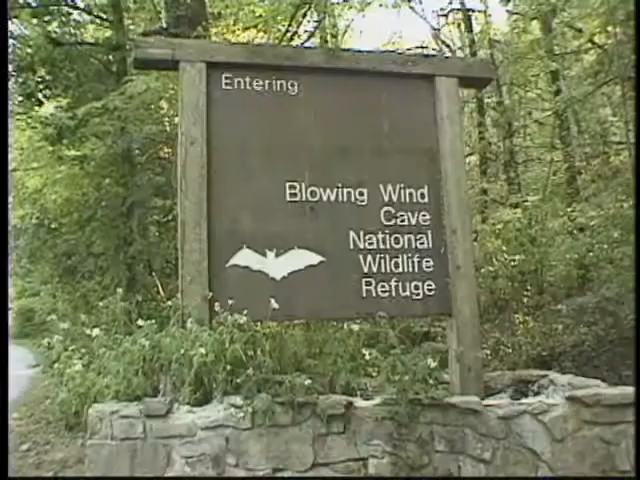 Entering
Blowing Wind
Cave
National
Wildlife
Refuge